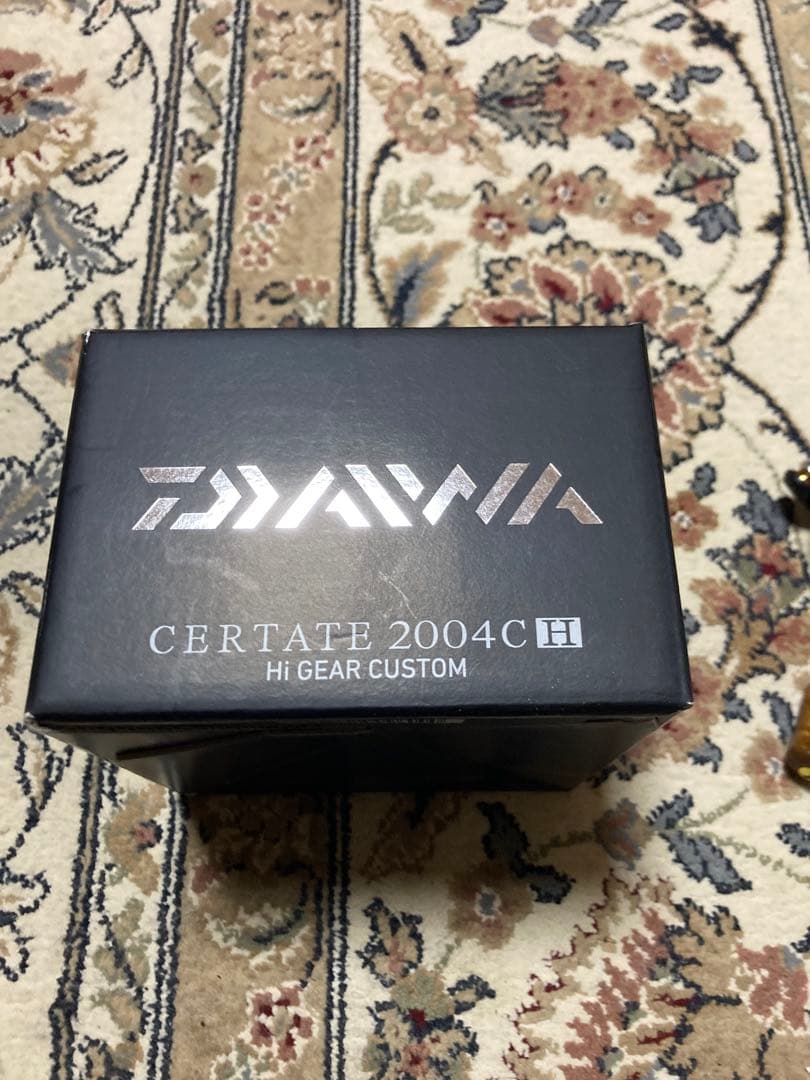 DAIWA
CERTATE 2004C H
Hi GEAR CUSTOM